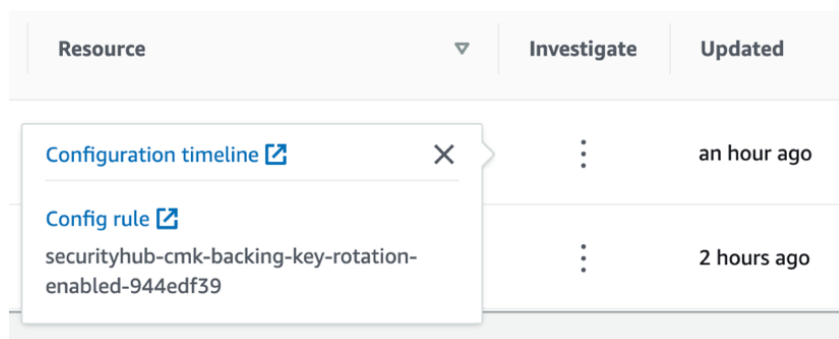 Resource
Investigate
Updated
Configuration timeline
an hour ago
Config rule
securityhub-cmk-backing-key-rotation-
enabled-944edf39
2 hours ago